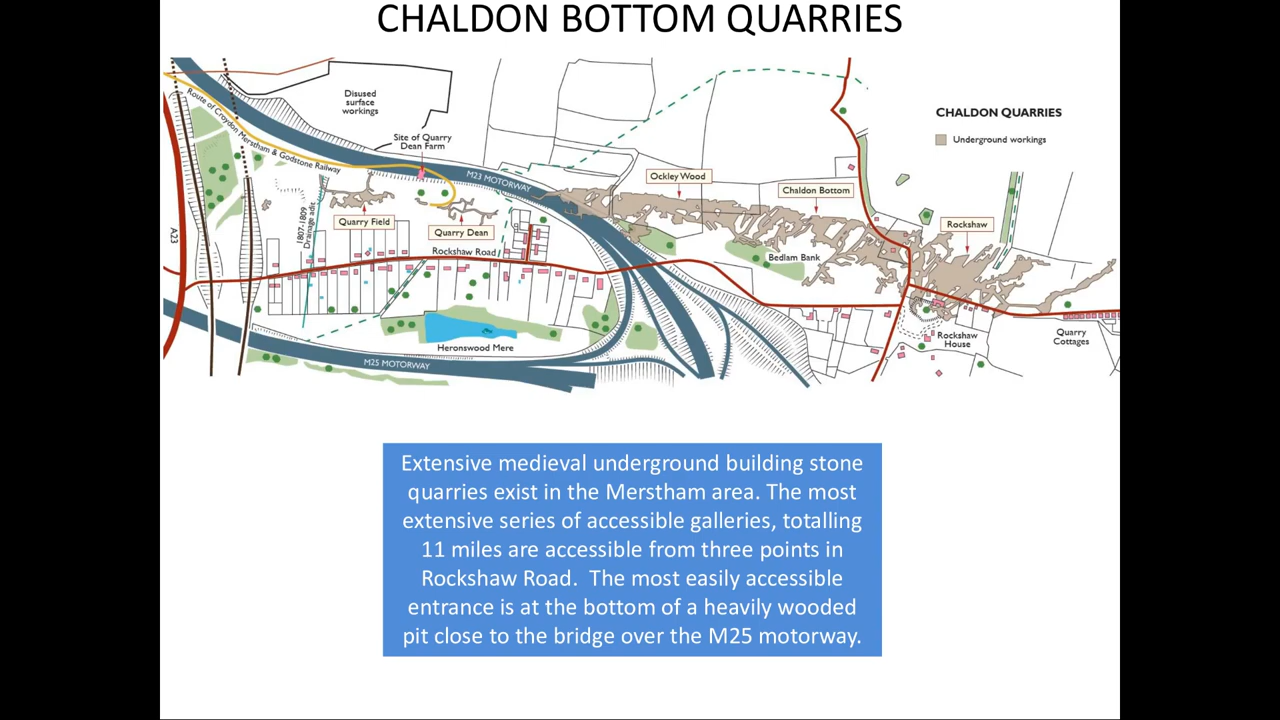 CHALDON BOTTOM QUARRIES
Disused
surface
workings
CHALDON QUARRIES
Underground workings
Route of Croydon Merstham & Godstone Railway
Site of Quarry
Dean Farm
M23 MOTORWAY
Ockley Wood
Chaldon Bottom
Rockshaw
1807-1809
Drainage adit
Quarry Field
Quarry Dean
A23
Rockshaw Road
Bedlam Bank
Heronswood Mere
M25 MOTORWAY
Rockshaw
House
Quarry
Cottages
Extensive medieval underground building stone
quarries exist in the Merstham area. The most
extensive series of accessible galleries, totalling
11 miles are accessible from three points in
Rockshaw Road.  The most easily accessible
entrance is at the bottom of a heavily wooded
pit close to the bridge over the M25 motorway.